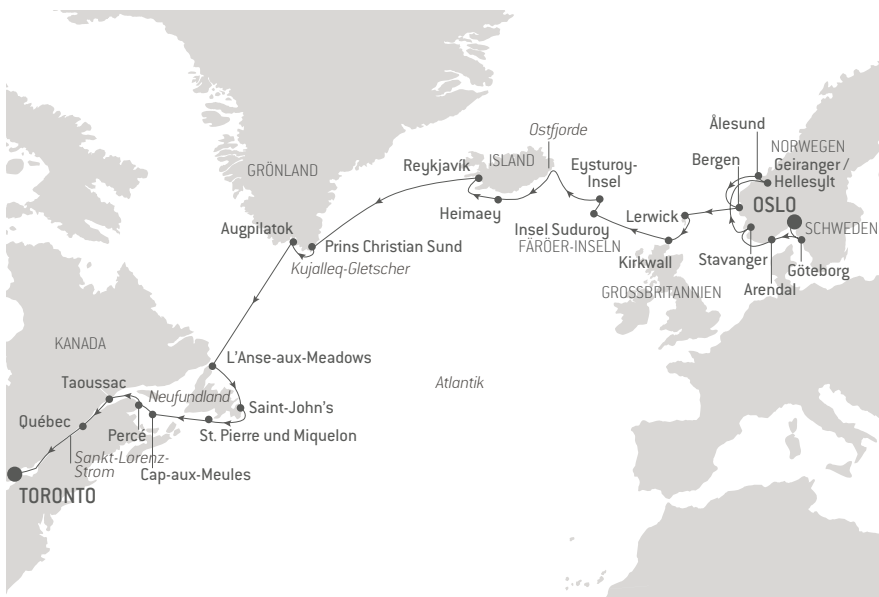 Ostfjorde
Ålesund
NORWEGEN
Reykjavík
ISLAND
Eysturoy-
Insel
Bergen
Geiranger /
Hellesylt
GRÖNLAND
Heimaey
Lerwick
OSLO
Augpilatok
Insel Suduroy
SCHWEDEN
Prins Christian Sund
FÄRÖER-INSELN
Kujalleq-Gletscher
Kirkwall
Stavanger
Göteborg
Arendal
GROSSBRITANNIEN
KANADA
L'Anse-aux-Meadows
Taoussac
Neufundland
Atlantik
Saint-John's
Québec
Percé
St. Pierre und Miquelon
Sankt-Lorenz-
Strom
Cap-aux-Meules
TORONTO